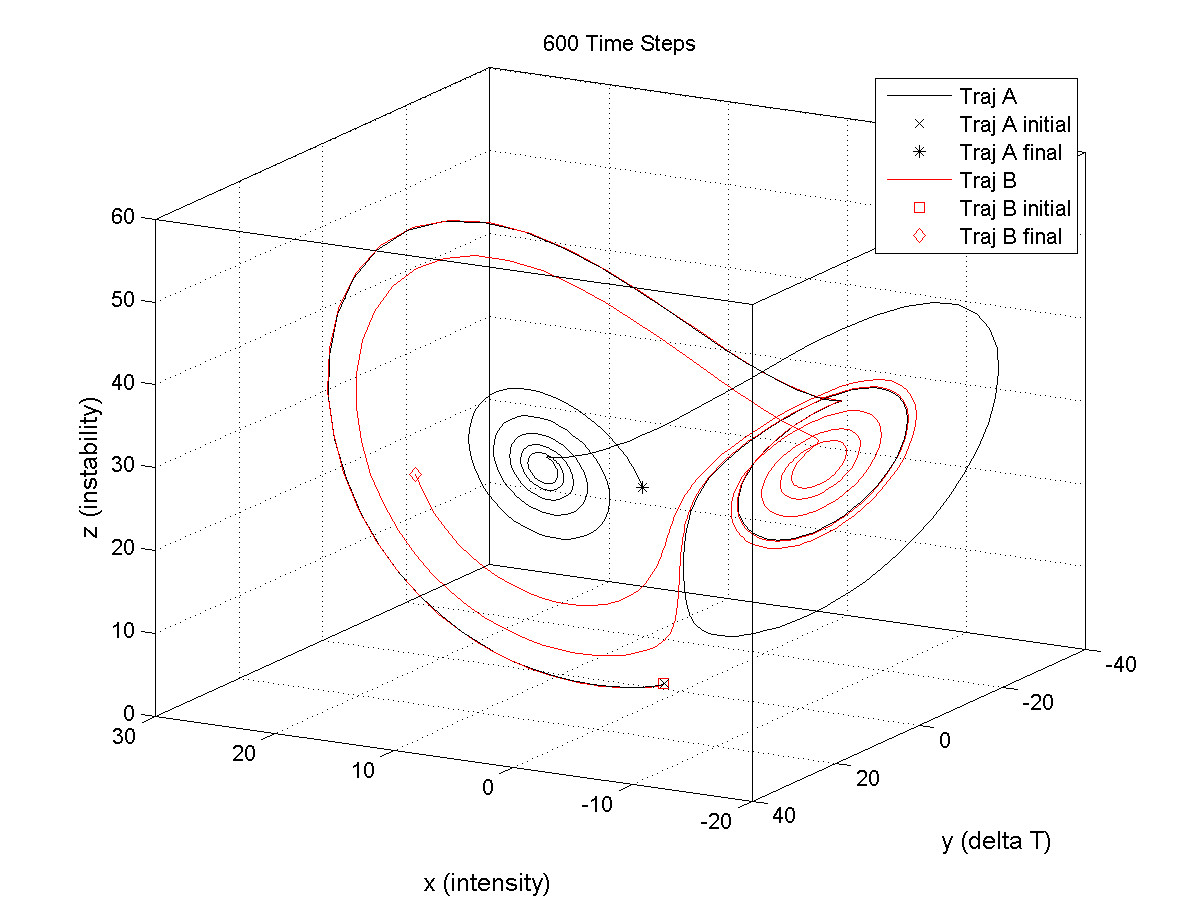 600 Time Steps
Traj A
Traj A initial
Traj A final
Traj B
Traj B initial
Traj B final
60
50
40
30
20
10
0
z (instability)
30
20
10
0
-10
-20
x (intensity)
40
20
0
-20
-40
y (delta T)